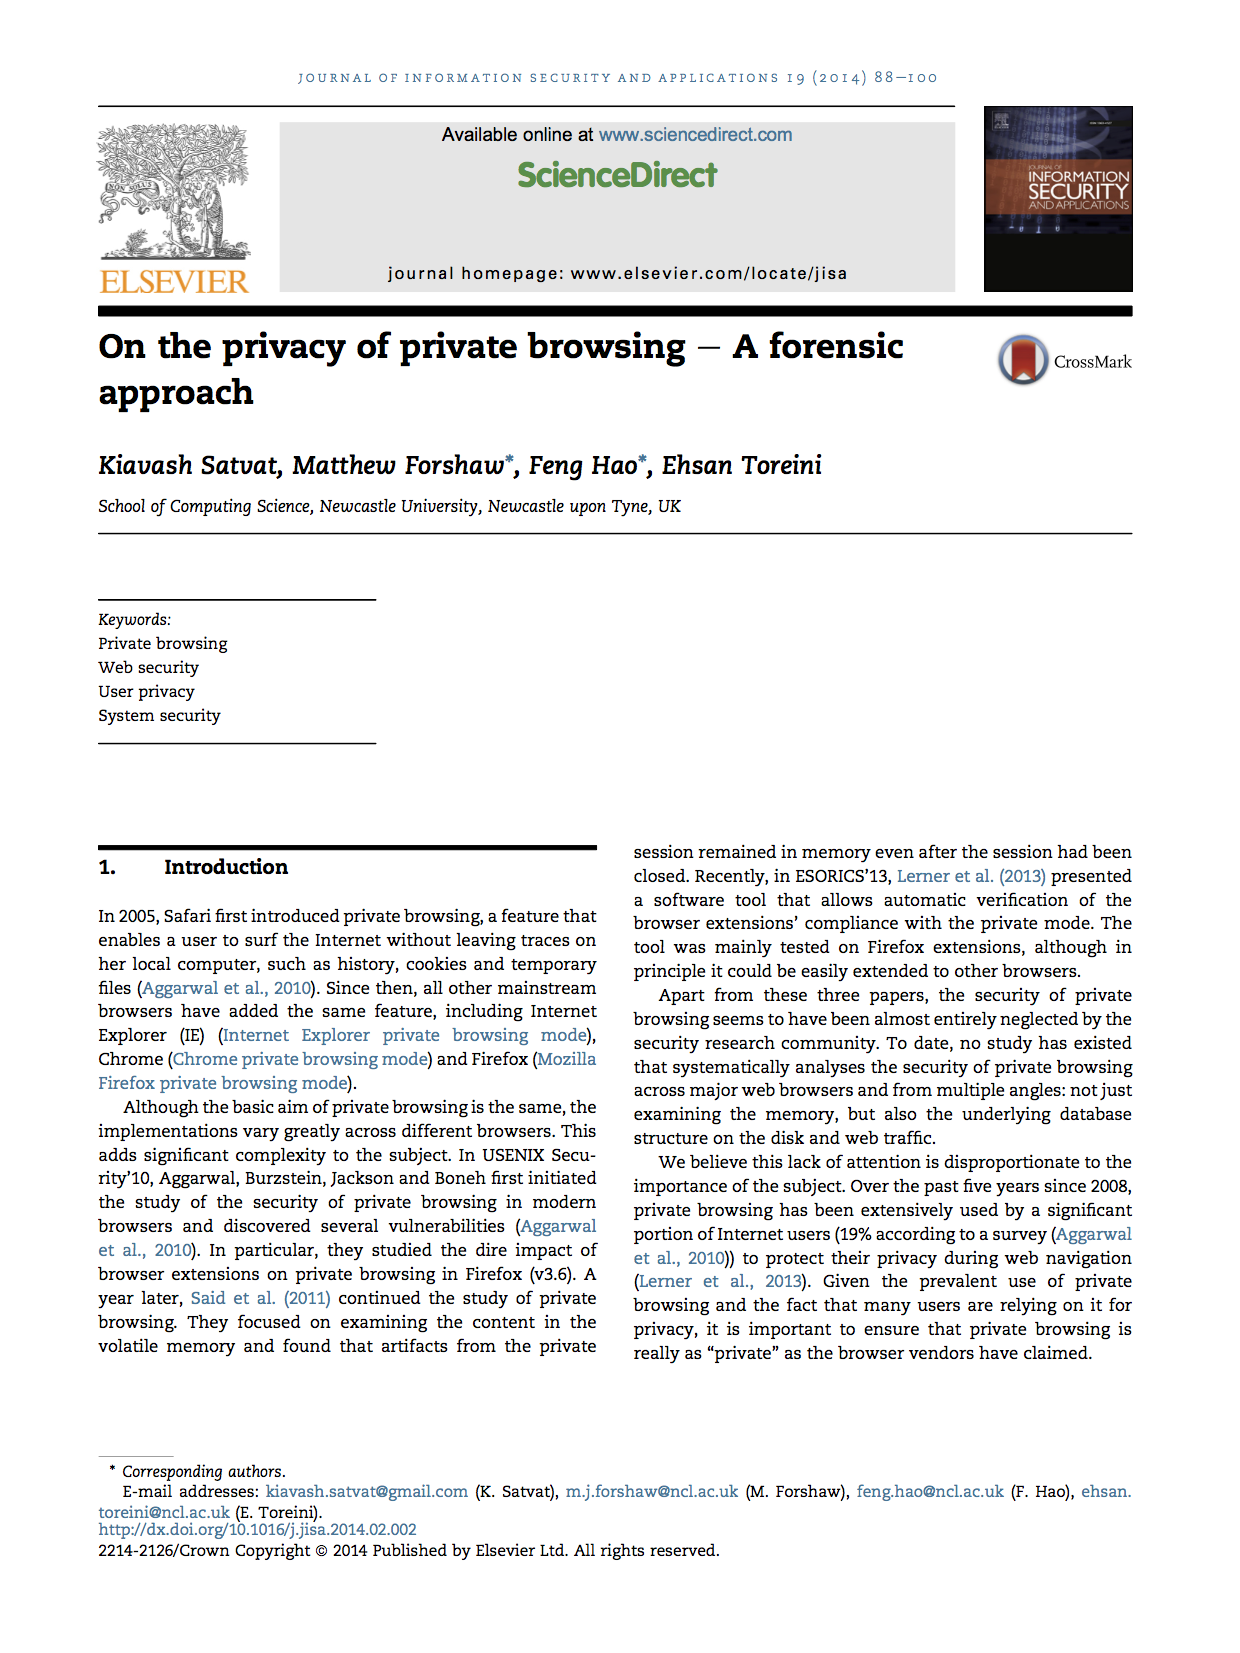 JOURNAL OF INFORMATION SECURITY AND APPLICATIONS 19 (2014) 88–100
Available online at www.sciencedirect.com
ScienceDirect
journal homepage: www.elsevier.com/locate/jisa
NON SOLUS
ELSEVIER
JOURNAL OF
INFORMATION
SECURITY
AND APPLICATIONS
On the privacy of private browsing – A forensic
approach
CrossMark
Kiavash Satvat, Matthew Forshaw*, Feng Hao*, Ehsan Toreini
School of Computing Science, Newcastle University, Newcastle upon Tyne, UK
Keywords:
Private browsing
Web security
User privacy
System security
1. Introduction
In 2005, Safari first introduced private browsing, a feature that
enables a user to surf the Internet without leaving traces on
her local computer, such as history, cookies and temporary
files (Aggarwal et al., 2010). Since then, all other mainstream
browsers have added the same feature, including Internet
Explorer (IE) (Internet Explorer private browsing mode),
Chrome (Chrome private browsing mode) and Firefox (Mozilla
Firefox private browsing mode).
Although the basic aim of private browsing is the same, the
implementations vary greatly across different browsers. This
adds significant complexity to the subject. In USENIX Secu-
rity'10, Aggarwal, Burzstein, Jackson and Boneh first initiated
the study of the security of private browsing in modern
browsers and discovered several vulnerabilities (Aggarwal
et al., 2010). In particular, they studied the dire impact of
browser extensions on private browsing in Firefox (v3.6). A
year later, Said et al. (2011) continued the study of private
browsing. They focused on examining the content in the
volatile memory and found that artifacts from the private
session remained in memory even after the session had been
closed. Recently, in ESORICS'13, Lerner et al. (2013) presented
a software tool that allows automatic verification of the
browser extensions' compliance with the private mode. The
tool was mainly tested on Firefox extensions, although in
principle it could be easily extended to other browsers.
Apart from these three papers, the security of private
browsing seems to have been almost entirely neglected by the
security research community. To date, no study has existed
that systematically analyses the security of private browsing
across major web browsers and from multiple angles: not just
examining the memory, but also the underlying database
structure on the disk and web traffic.
We believe this lack of attention is disproportionate to the
importance of the subject. Over the past five years since 2008,
private browsing has been extensively used by a significant
portion of Internet users (19% according to a survey (Aggarwal
et al., 2010)) to protect their privacy during web navigation
(Lerner et al., 2013). Given the prevalent use of private
browsing and the fact that many users are relying on it for
privacy, it is important to ensure that private browsing is
really as "private" as the browser vendors have claimed.
* Corresponding authors.
E-mail addresses: kiavash.satvat@gmail.com (K. Satvat), m.j.forshaw@ncl.ac.uk (M. Forshaw), feng.hao@ncl.ac.uk (F. Hao), ehsan.
toreini@ncl.ac.uk (E. Toreini).
http://dx.doi.org/10.1016/j.jisa.2014.02.002
2214-2126/Crown Copyright © 2014 Published by Elsevier Ltd. All rights reserved.